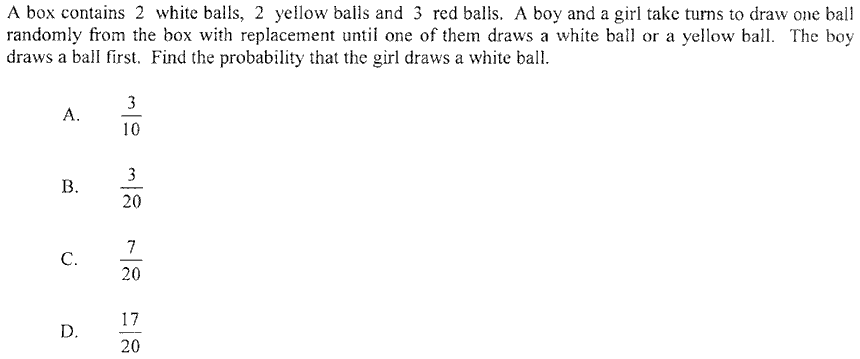 A box contains 2 white balls, 2 yellow balls and 3 red balls. A boy and a girl take turns to draw one ball
randomly from the box with replacement until one of them draws a white ball or a yellow ball. The boy
draws a ball first. Find the probability that the girl draws a white ball.
A. 3/10
B. 3/20
C. 7/20
D. 17/20